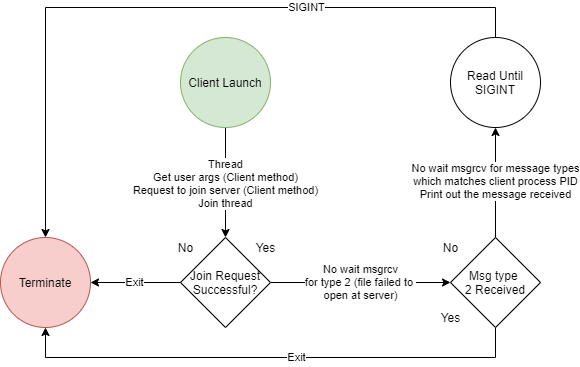 SIGINT
Client Launch
Read Until
SIGINT
Thread
Get user args (Client method)
Request to join server (Client method)
Join thread
No wait msgrcv for message types
which matches client process PID
Print out the message received
No
Yes
Terminate
Exit
Join Request
Successful?
No wait msgrcv
for type 2 (file failed to
open at server)
No
Msg type
2 Received
Yes
Exit